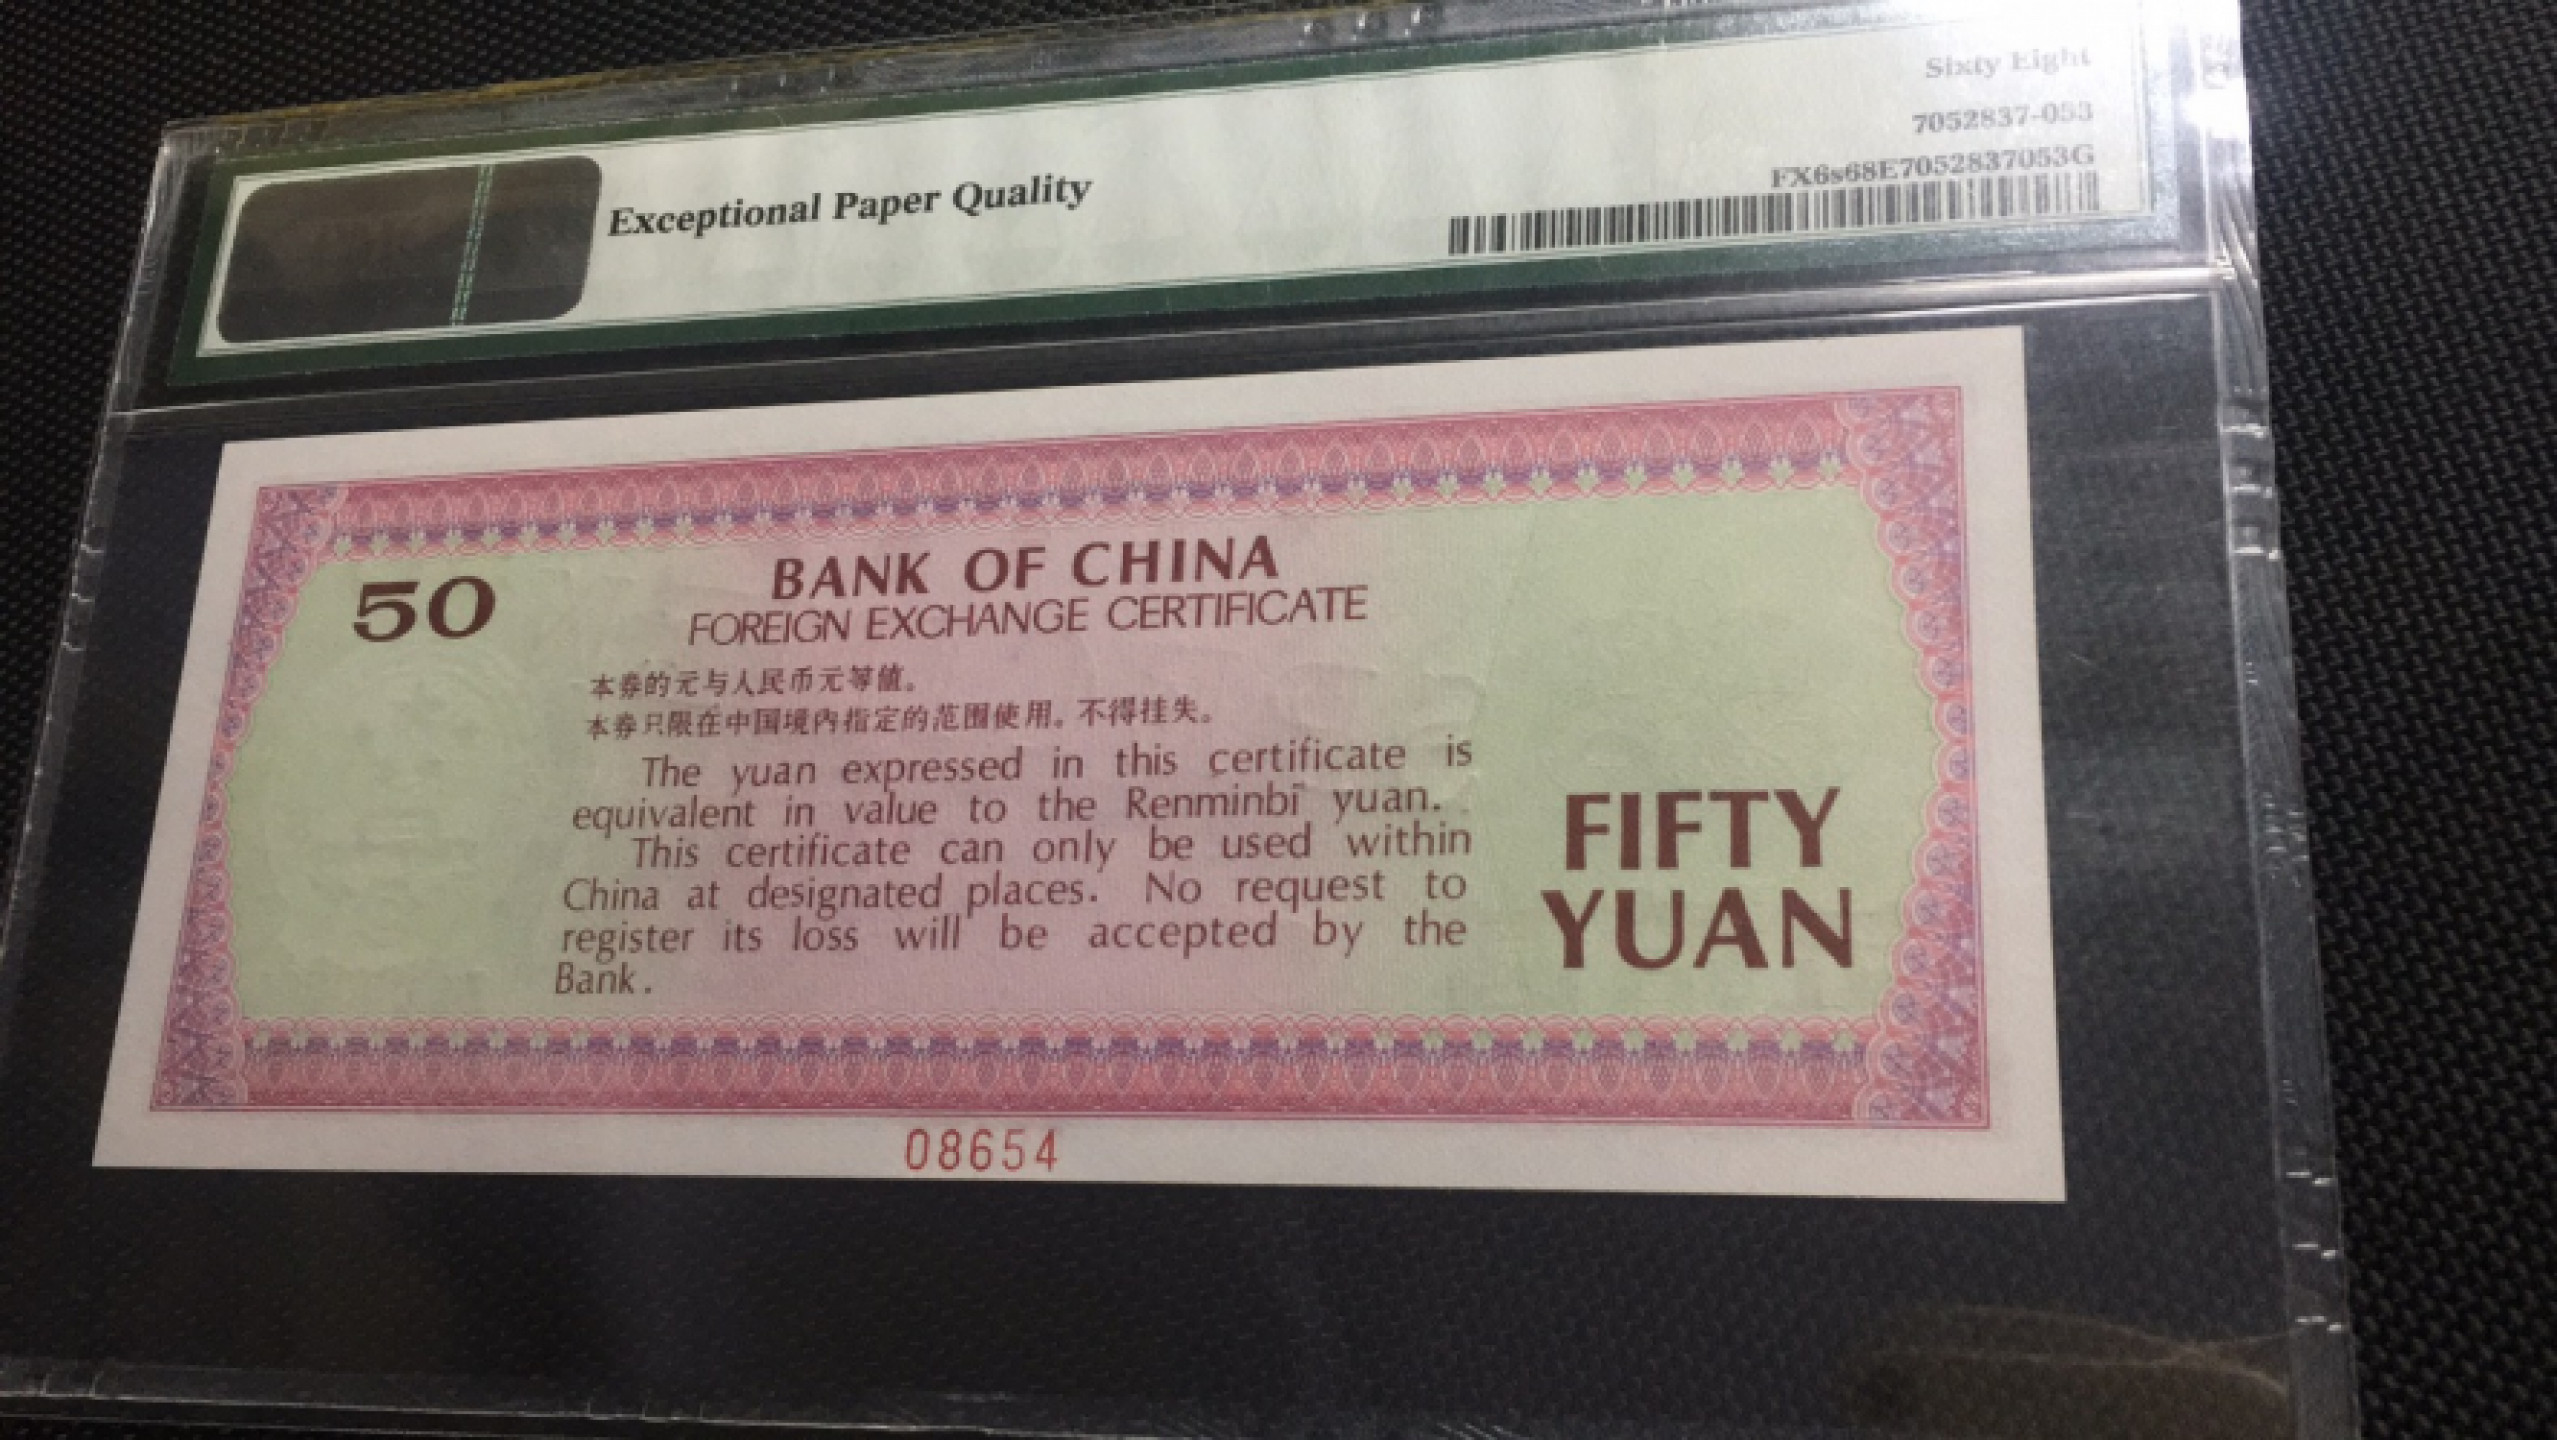 Sixty Eight
7052837-053
FX6s68E7052837053G
Exceptional Paper Quality
50
BANK OF CHINA
FOREIGN EXCHANGE CERTIFICATE
本券的元与人民币元等值。
本券只限在中国境内指定的范围使用。不得挂失。
The yuan expressed in this certificate is
equivalent in value to the Renminbi yuan.
This certificate can only be used within
China at designated places. No request to
register its loss will be accepted by the
Bank.
FIFTY
YUAN
08654